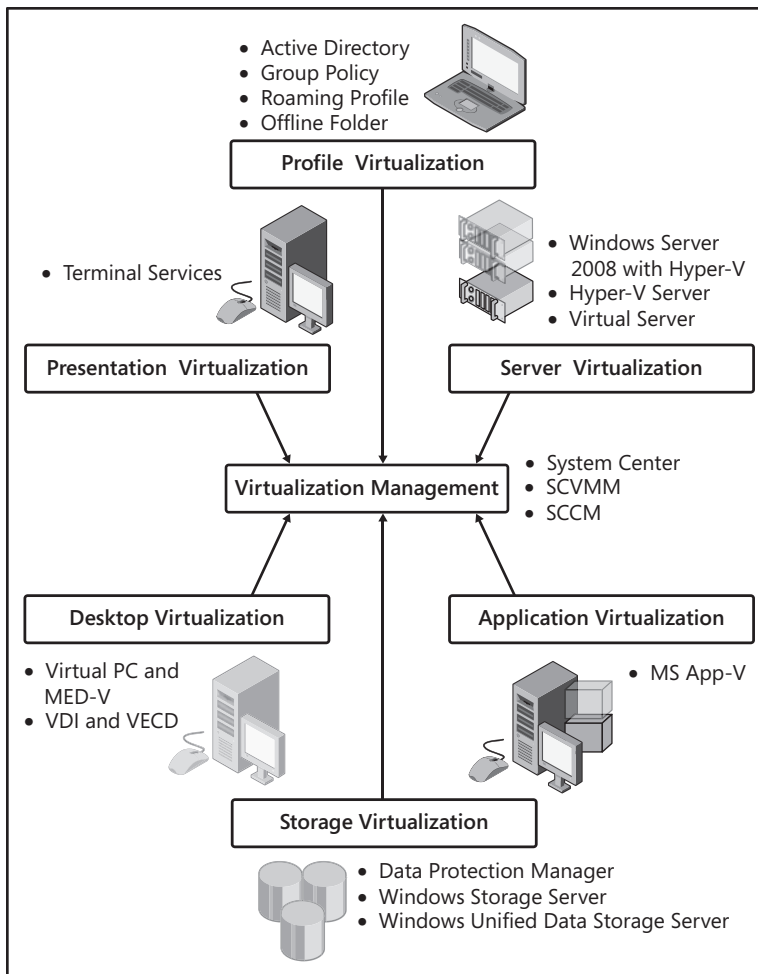 • Active Directory
• Group Policy
• Roaming Profile
• Offline Folder
Profile Virtualization
• Terminal Services
Presentation Virtualization
• Windows Server
2008 with Hyper-V
• Hyper-V Server
• Virtual Server
Server Virtualization
Virtualization Management
• System Center
• SCVMM
• SCCM
Desktop Virtualization
• Virtual PC and
MED-V
• VDI and VECD
Application Virtualization
• MS App-V
Storage Virtualization
• Data Protection Manager
• Windows Storage Server
• Windows Unified Data Storage Server